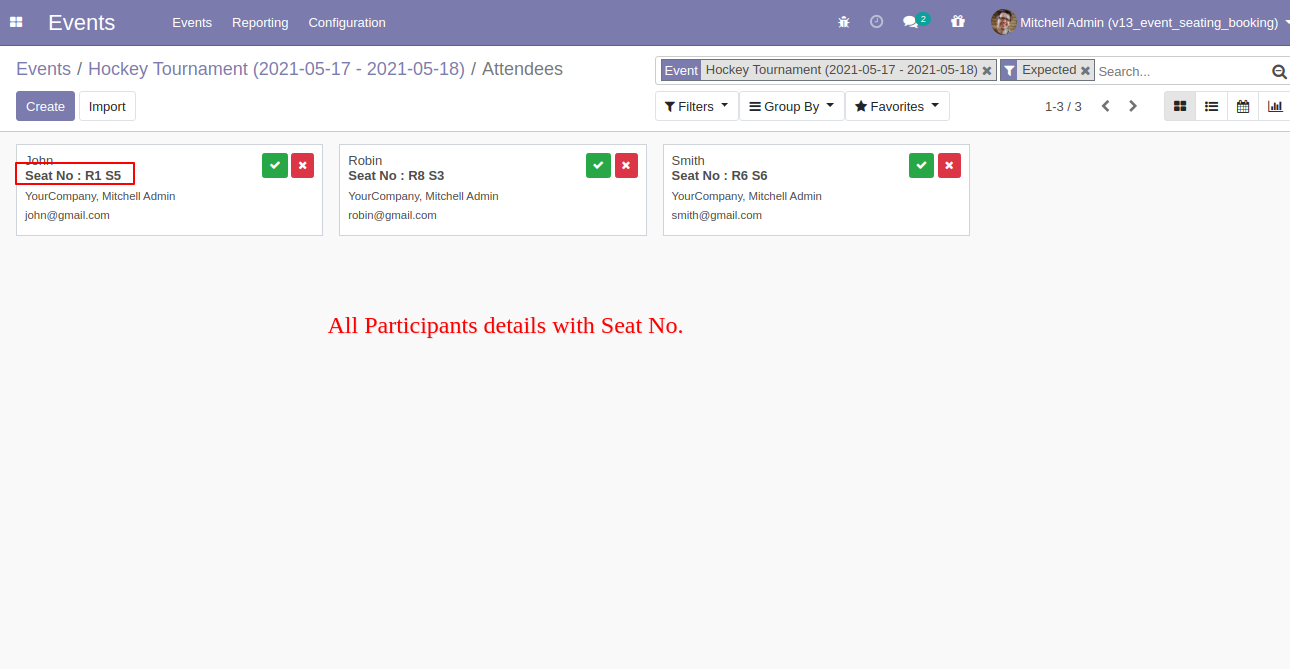 Events Events Reporting Configuration 2 Mitchell Admin (v13_event_seating_booking)
Events / Hockey Tournament (2021-05-17 - 2021-05-18) / Attendees
Event Hockey Tournament (2021-05-17 - 2021-05-18) Expected Search...
Create Import Filters Group By Favorites 1-3 / 3
John
Seat No : R1 S5
YourCompany, Mitchell Admin
john@gmail.com
Robin
Seat No : R8 S3
YourCompany, Mitchell Admin
robin@gmail.com
Smith
Seat No : R6 S6
YourCompany, Mitchell Admin
smith@gmail.com
All Participants details with Seat No.